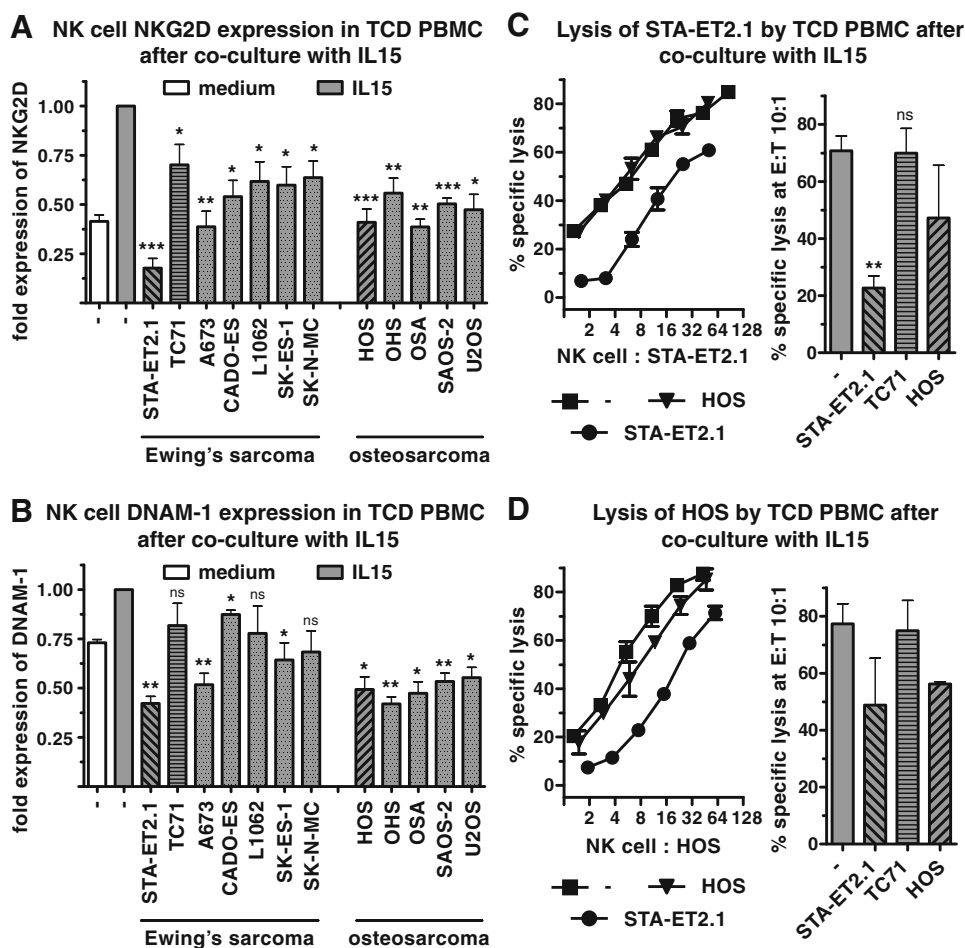 A NK cell NKG2D expression in TCD PBMC
after co-culture with IL15
medium IL15
fold expression of NKG2D
1.00
0.75
0.50
0.25
*** * ** * * * * *** ** ** *** *
- - STA-ET2.1 TC71 A673 CADO-ES L1062 SK-ES-1 SK-N-MC HOS OHS OSA SAOS-2 U2OS
Ewing's sarcoma osteosarcoma
B NK cell DNAM-1 expression in TCD PBMC
after co-culture with IL15
medium IL15
fold expression of DNAM-1
1.00
0.75
0.50
0.25
** ns ** * ns * ns * ** * ** *
- - STA-ET2.1 TC71 A673 CADO-ES L1062 SK-ES-1 SK-N-MC HOS OHS OSA SAOS-2 U2OS
Ewing's sarcoma osteosarcoma
C Lysis of STA-ET2.1 by TCD PBMC after
co-culture with IL15
% specific lysis
80
60
40
20
0
2 4 8 16 32 64 128
NK cell : STA-ET2.1
- HOS
STA-ET2.1
% specific lysis at E:T 10:1
80
60
40
20
0
** ns
- STA-ET2.1 TC71 HOS
D Lysis of HOS by TCD PBMC after
co-culture with IL15
% specific lysis
80
60
40
20
0
2 4 8 16 32 64 128
NK cell : HOS
- HOS
STA-ET2.1
% specific lysis at E:T 10:1
80
60
40
20
0
- STA-ET2.1 TC71 HOS